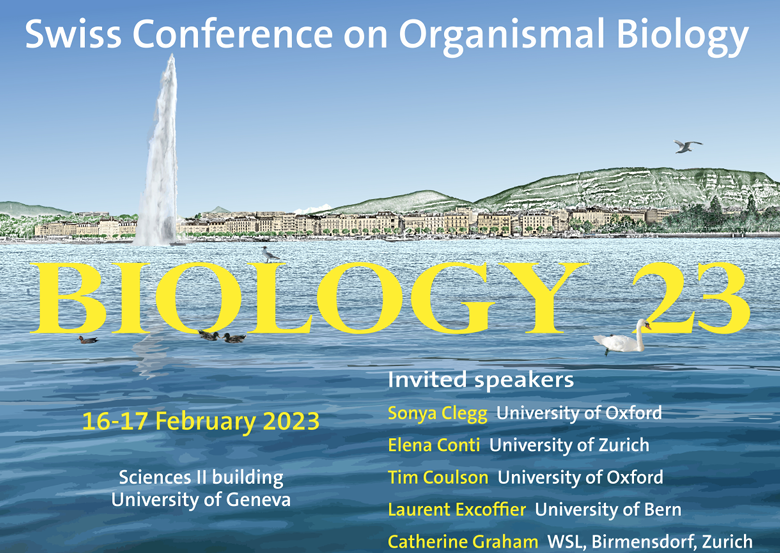 Swiss Conference on Organismal Biology
BIOLOGY 23
16-17 February 2023
Sciences II building
University of Geneva
Invited speakers
Sonya Clegg University of Oxford
Elena Conti University of Zurich
Tim Coulson University of Oxford
Laurent Excoffier University of Bern
Catherine Graham WSL, Birmensdorf, Zurich